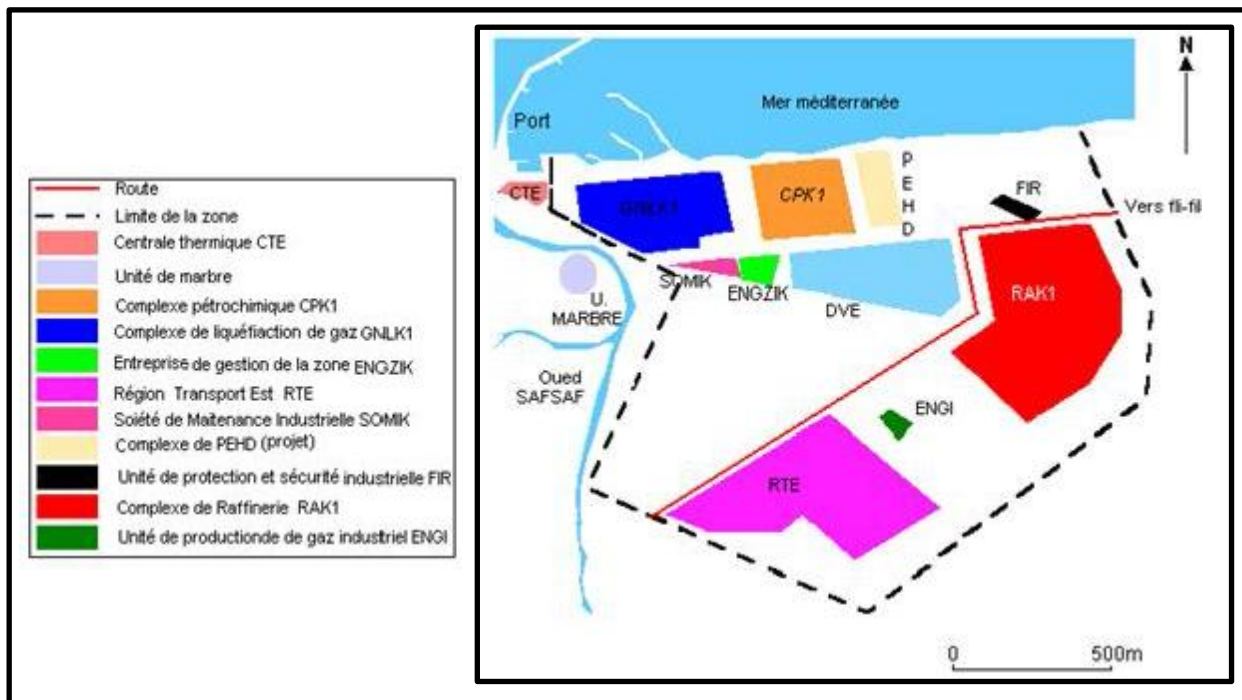 Route
Limite de la zone
Centrale thermique CTE
Unité de marbre
Complexe pétrochimique CPK1
Complexe de liquéfiaction de gaz GNLK1
Entreprise de gestion de la zone ENGZIK
Région Transport Est RTE
Soiété de Maitenance Industrielle SOMIK
Complexe de PEHD (projet)
Unité de protection et sécurité industrielle FIR
Complexe de Raffinerie RAK1
Unité de productionde de gaz industriel ENGI
N
Mer méditerranée
Port
CTE
GNLK1
CPK1
P
E
H
D
FIR
Vers fli-fil
SOMIK
ENGZIK
DVE
RAK1
U.
MARBRE
Oued
SAFSAF
ENGI
RTE
0 500m